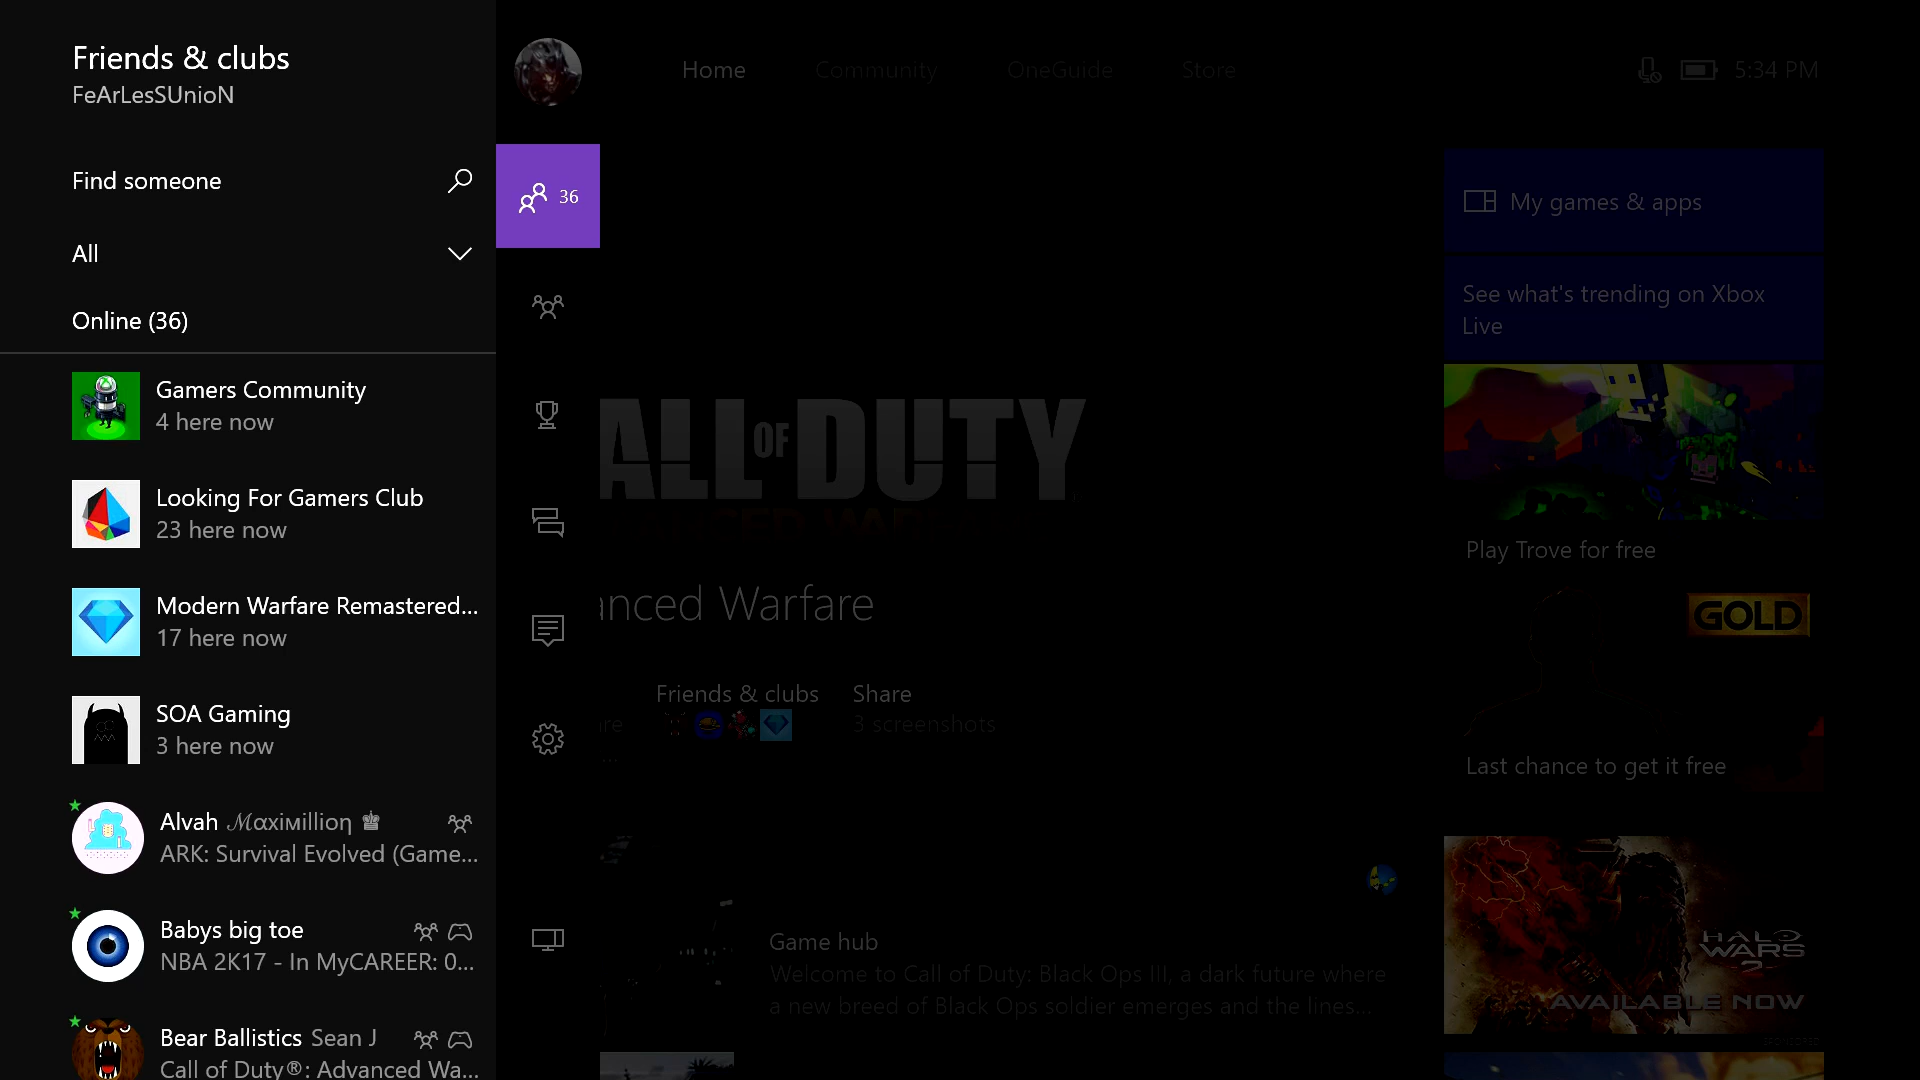 Friends & clubs
FeArLesSUnioN
Find someone
All
Online (36)
Gamers Community
4 here now
Looking For Gamers Club
23 here now
Modern Warfare Remastered...
17 here now
SOA Gaming
3 here now
Alvah ℳαxiмillioη ♚
ARK: Survival Evolved (Game...
Babys big toe
NBA 2K17 - In MyCAREER: 0...
Bear Ballistics Sean J
Call of Duty®: Advanced Wa...
36
Home Community OneGuide Store
5:34 PM
ALL OF DUTY
anced Warfare
Friends & clubs
Share
3 screenshots
Game hub
Welcome to Call of Duty: Black Ops III, a dark future where
a new breed of Black Ops soldier emerges and the lines...
My games & apps
See what's trending on Xbox
Live
Play Trove for free
GOLD
Last chance to get it free
HALO
WARS
2
AVAILABLE NOW